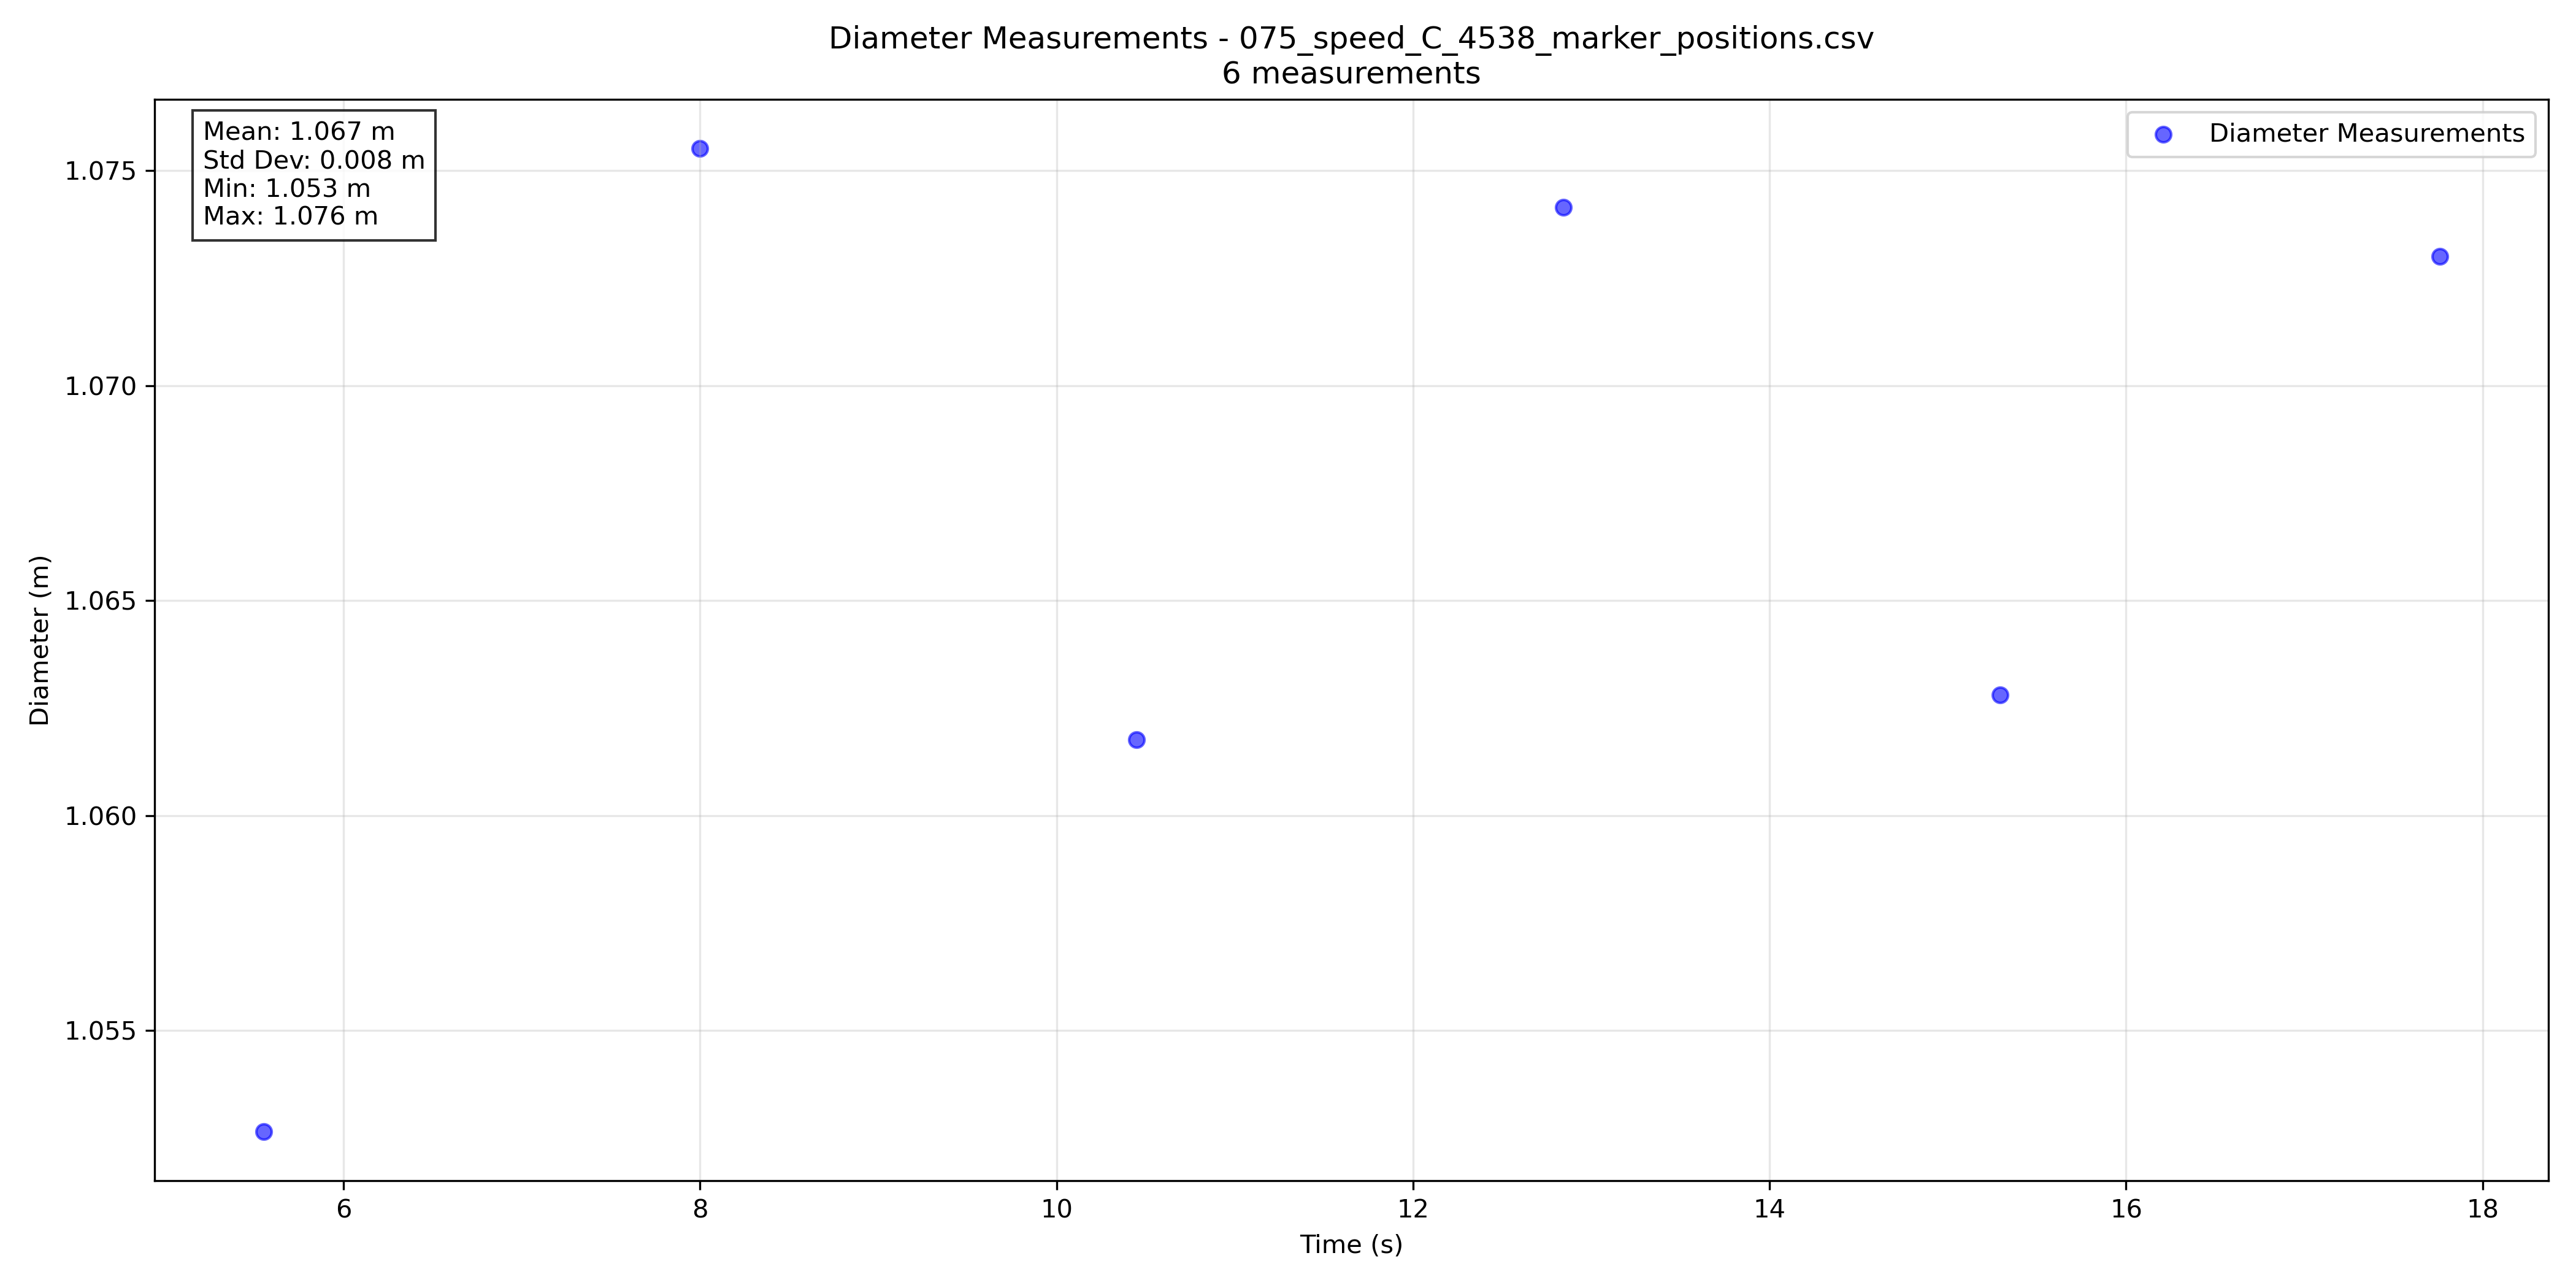 Diameter Measurements - 075_speed_C_4538_marker_positions.csv
6 measurements
Mean: 1.067 m
Std Dev: 0.008 m
Min: 1.053 m
Max: 1.076 m
Diameter Measurements
1.075
1.070
1.065
1.060
1.055
Diameter (m)
6 8 10 12 14 16 18
Time (s)